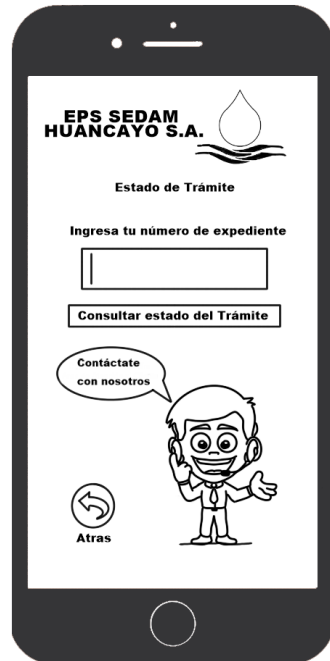 EPS SEDAM
HUANCAYO S.A.
Estado de Trámite
Ingresa tu número de expediente
Consultar estado del Trámite
Contáctate
con nosotros
Atras